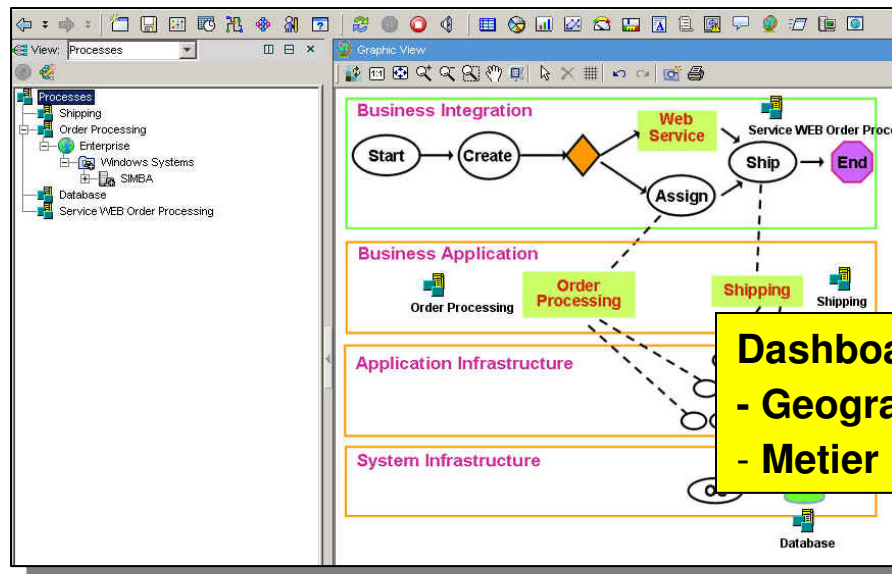 View: Processes
Processes
Shipping
Order Processing
Enterprise
Windows Systems
SIMBA
Database
Service WEB Order Processing
Graphic View
1:1
Business Integration
Start
Create
Web
Service
Assign
Service WEB Order Proc
Ship
End
Business Application
Order Processing
Order
Processing
Shipping
Shipping
Application Infrastructure
System Infrastructure
Database
Dashboa
- Geogra
- Metier